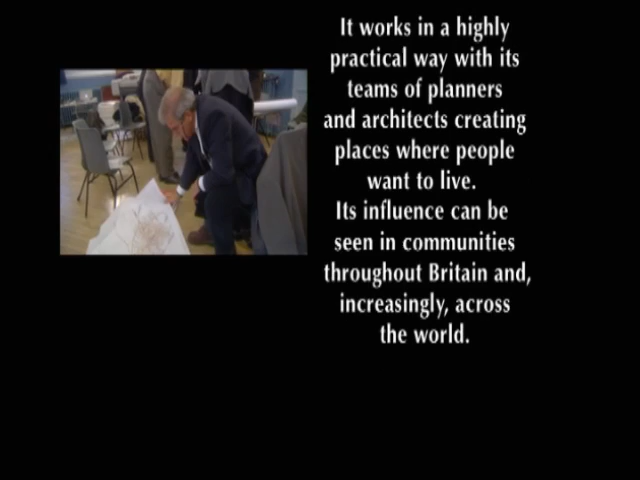 It works in a highly
practical way with its
teams of planners
and architects creating
places where people
want to live.
Its influence can be
seen in communities
throughout Britain and,
increasingly, across
the world.